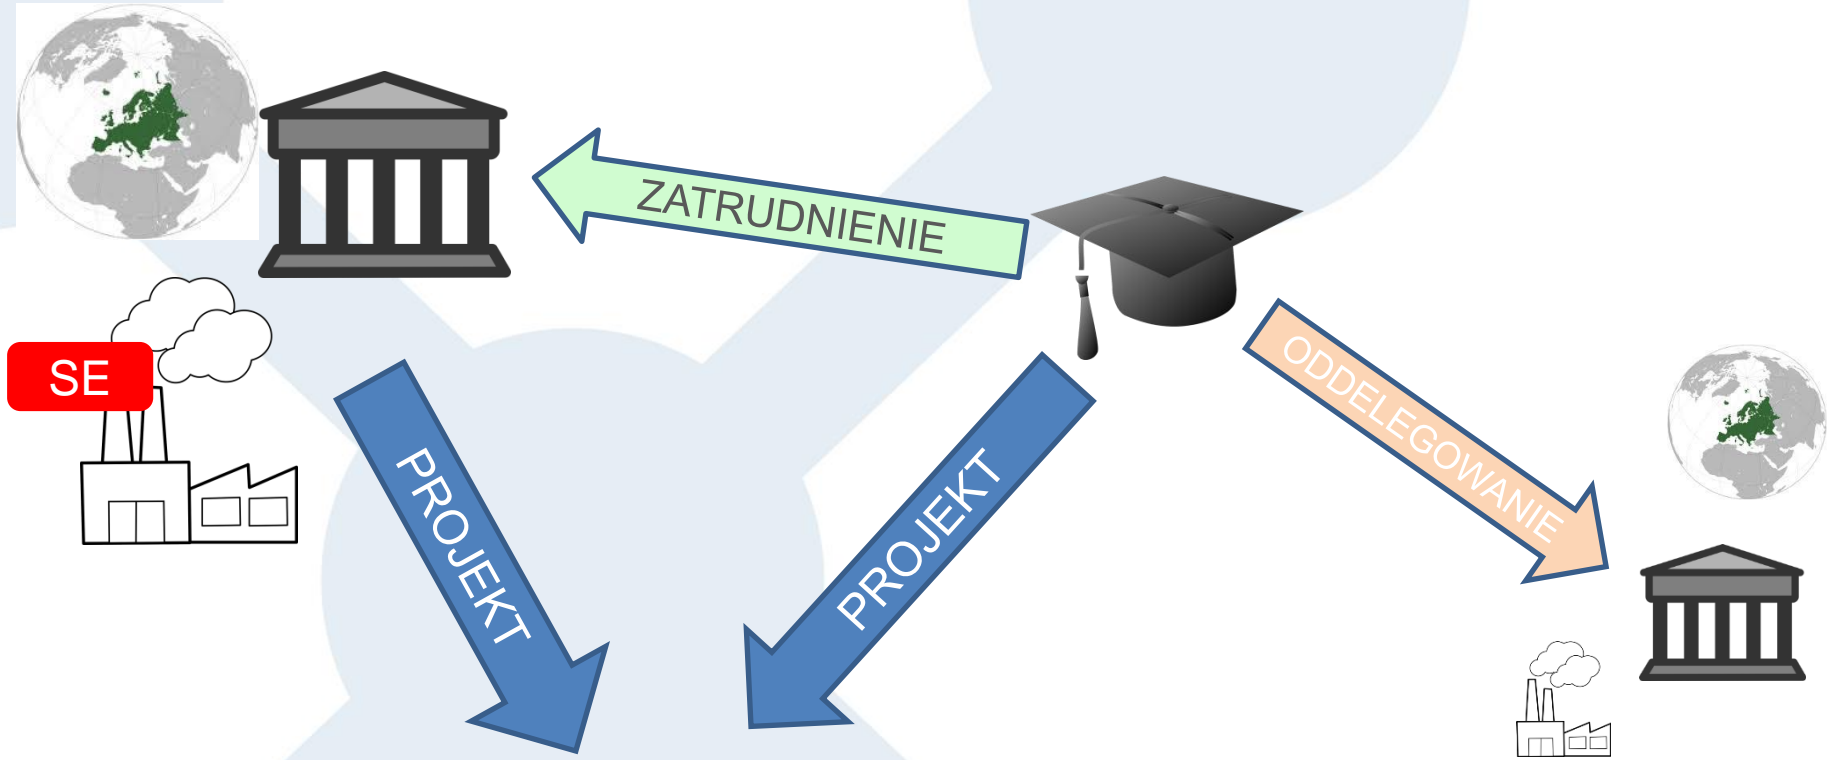 ZATRUDNIENIE
SE
ODDELEGOWANIE
PROJEKT
PROJEKT